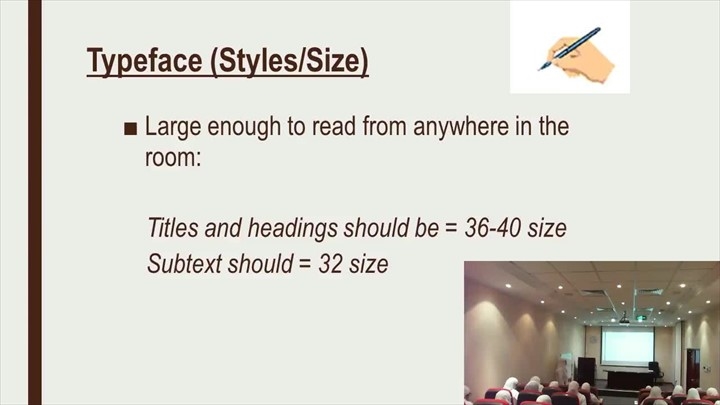 Typeface (Styles/Size)
■ Large enough to read from anywhere in the
room:
Titles and headings should be = 36-40 size
Subtext should = 32 size